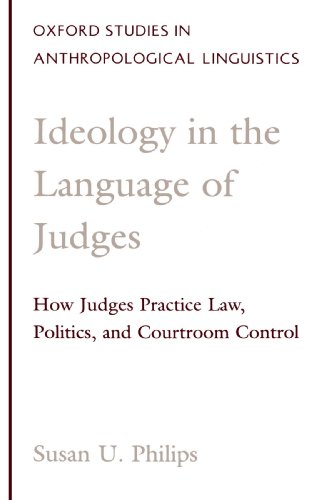 OXFORD STUDIES IN
ANTHROPOLOGICAL LINGUISTICS
Ideology in the
Language of
Judges
How Judges Practice Law,
Politics, and Courtroom Control
Susan U. Philips